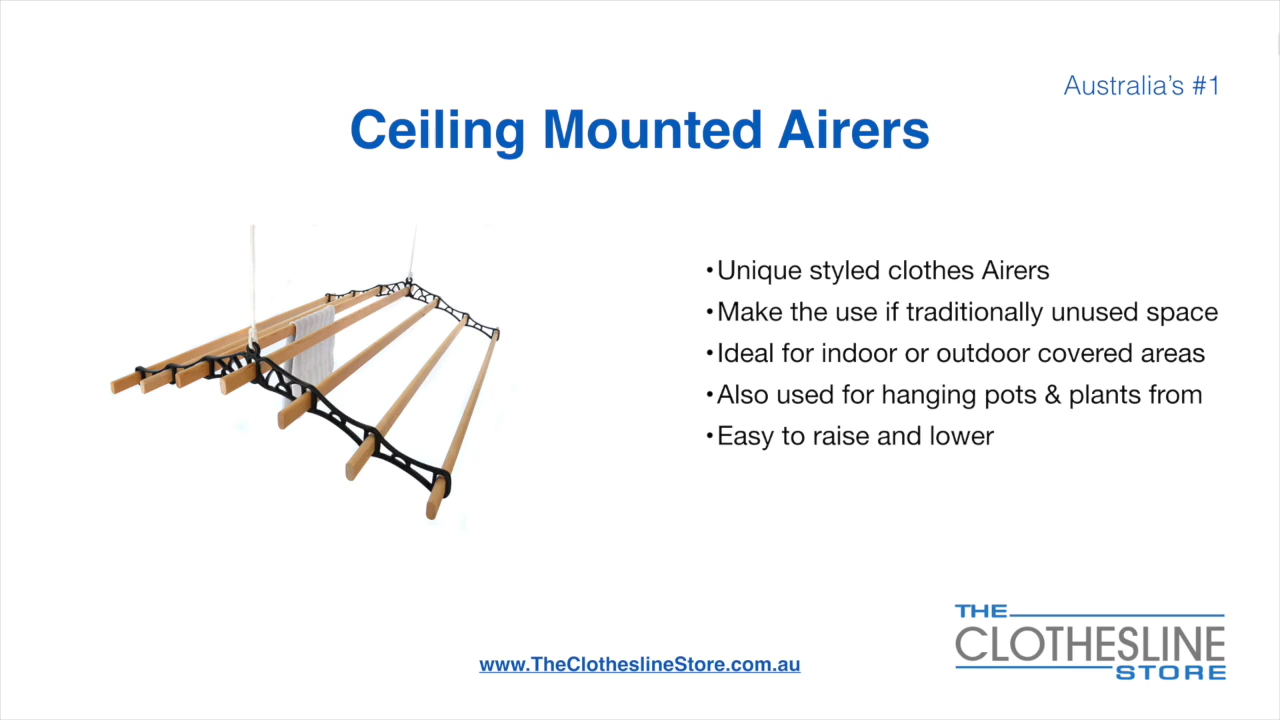 Australia's #1
Ceiling Mounted Airers
•Unique styled clothes Airers
•Make the use if traditionally unused space
•Ideal for indoor or outdoor covered areas
•Also used for hanging pots & plants from
•Easy to raise and lower
THE
CLOTHESLINE
STORE
www.TheClotheslineStore.com.au